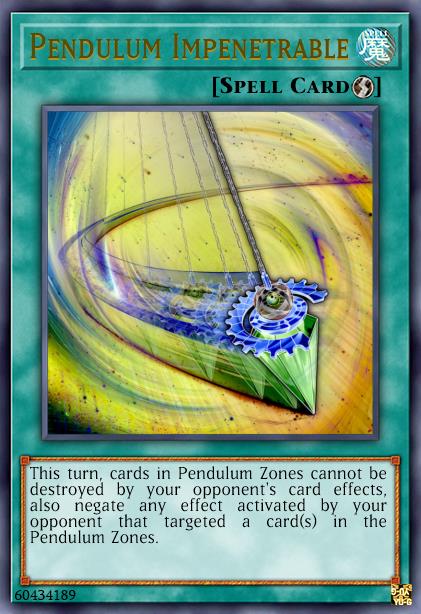 PENDULUM IMPENETRABLE
SPELL
魔
[SPELL CARD]
This turn, cards in Pendulum Zones cannot be
destroyed by your opponent's card effects,
also negate any effect activated by your
opponent that targeted a card(s) in the
Pendulum Zones.
60434189